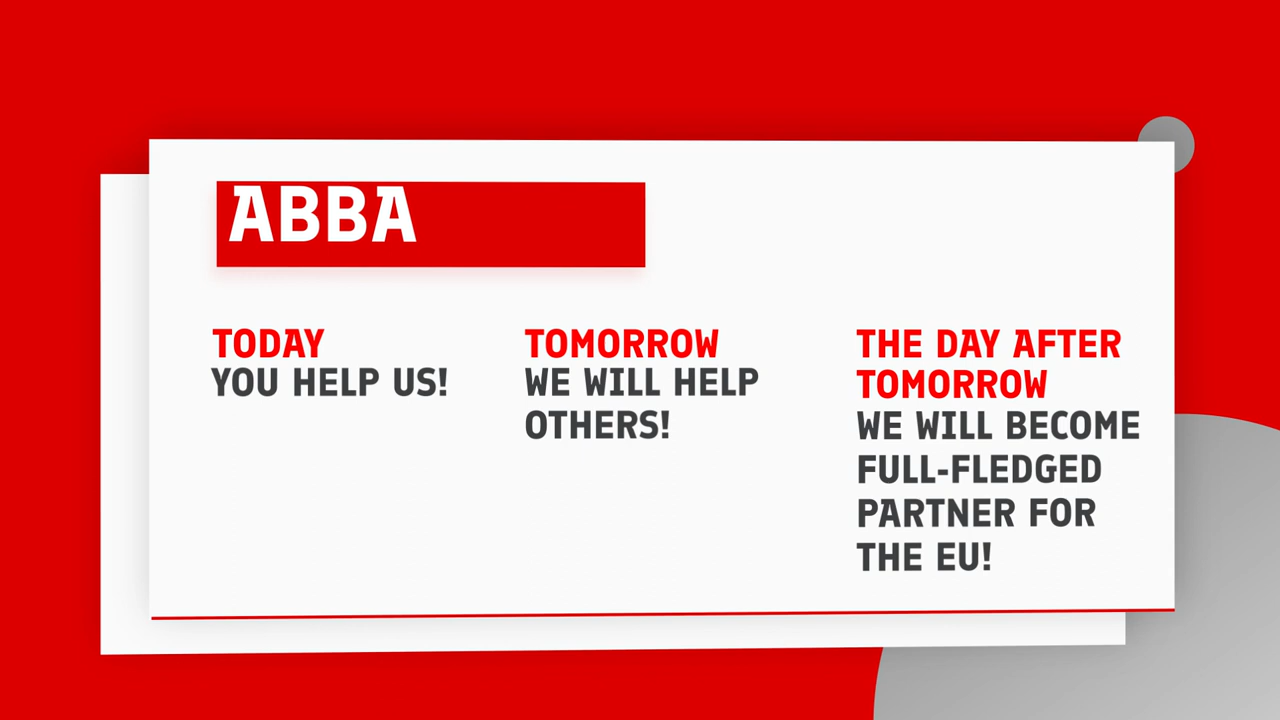 ABBA
TODAY
YOU HELP US!
TOMORROW
WE WILL HELP
OTHERS!
THE DAY AFTER
TOMORROW
WE WILL BECOME
FULL-FLEDGED
PARTNER FOR
THE EU!